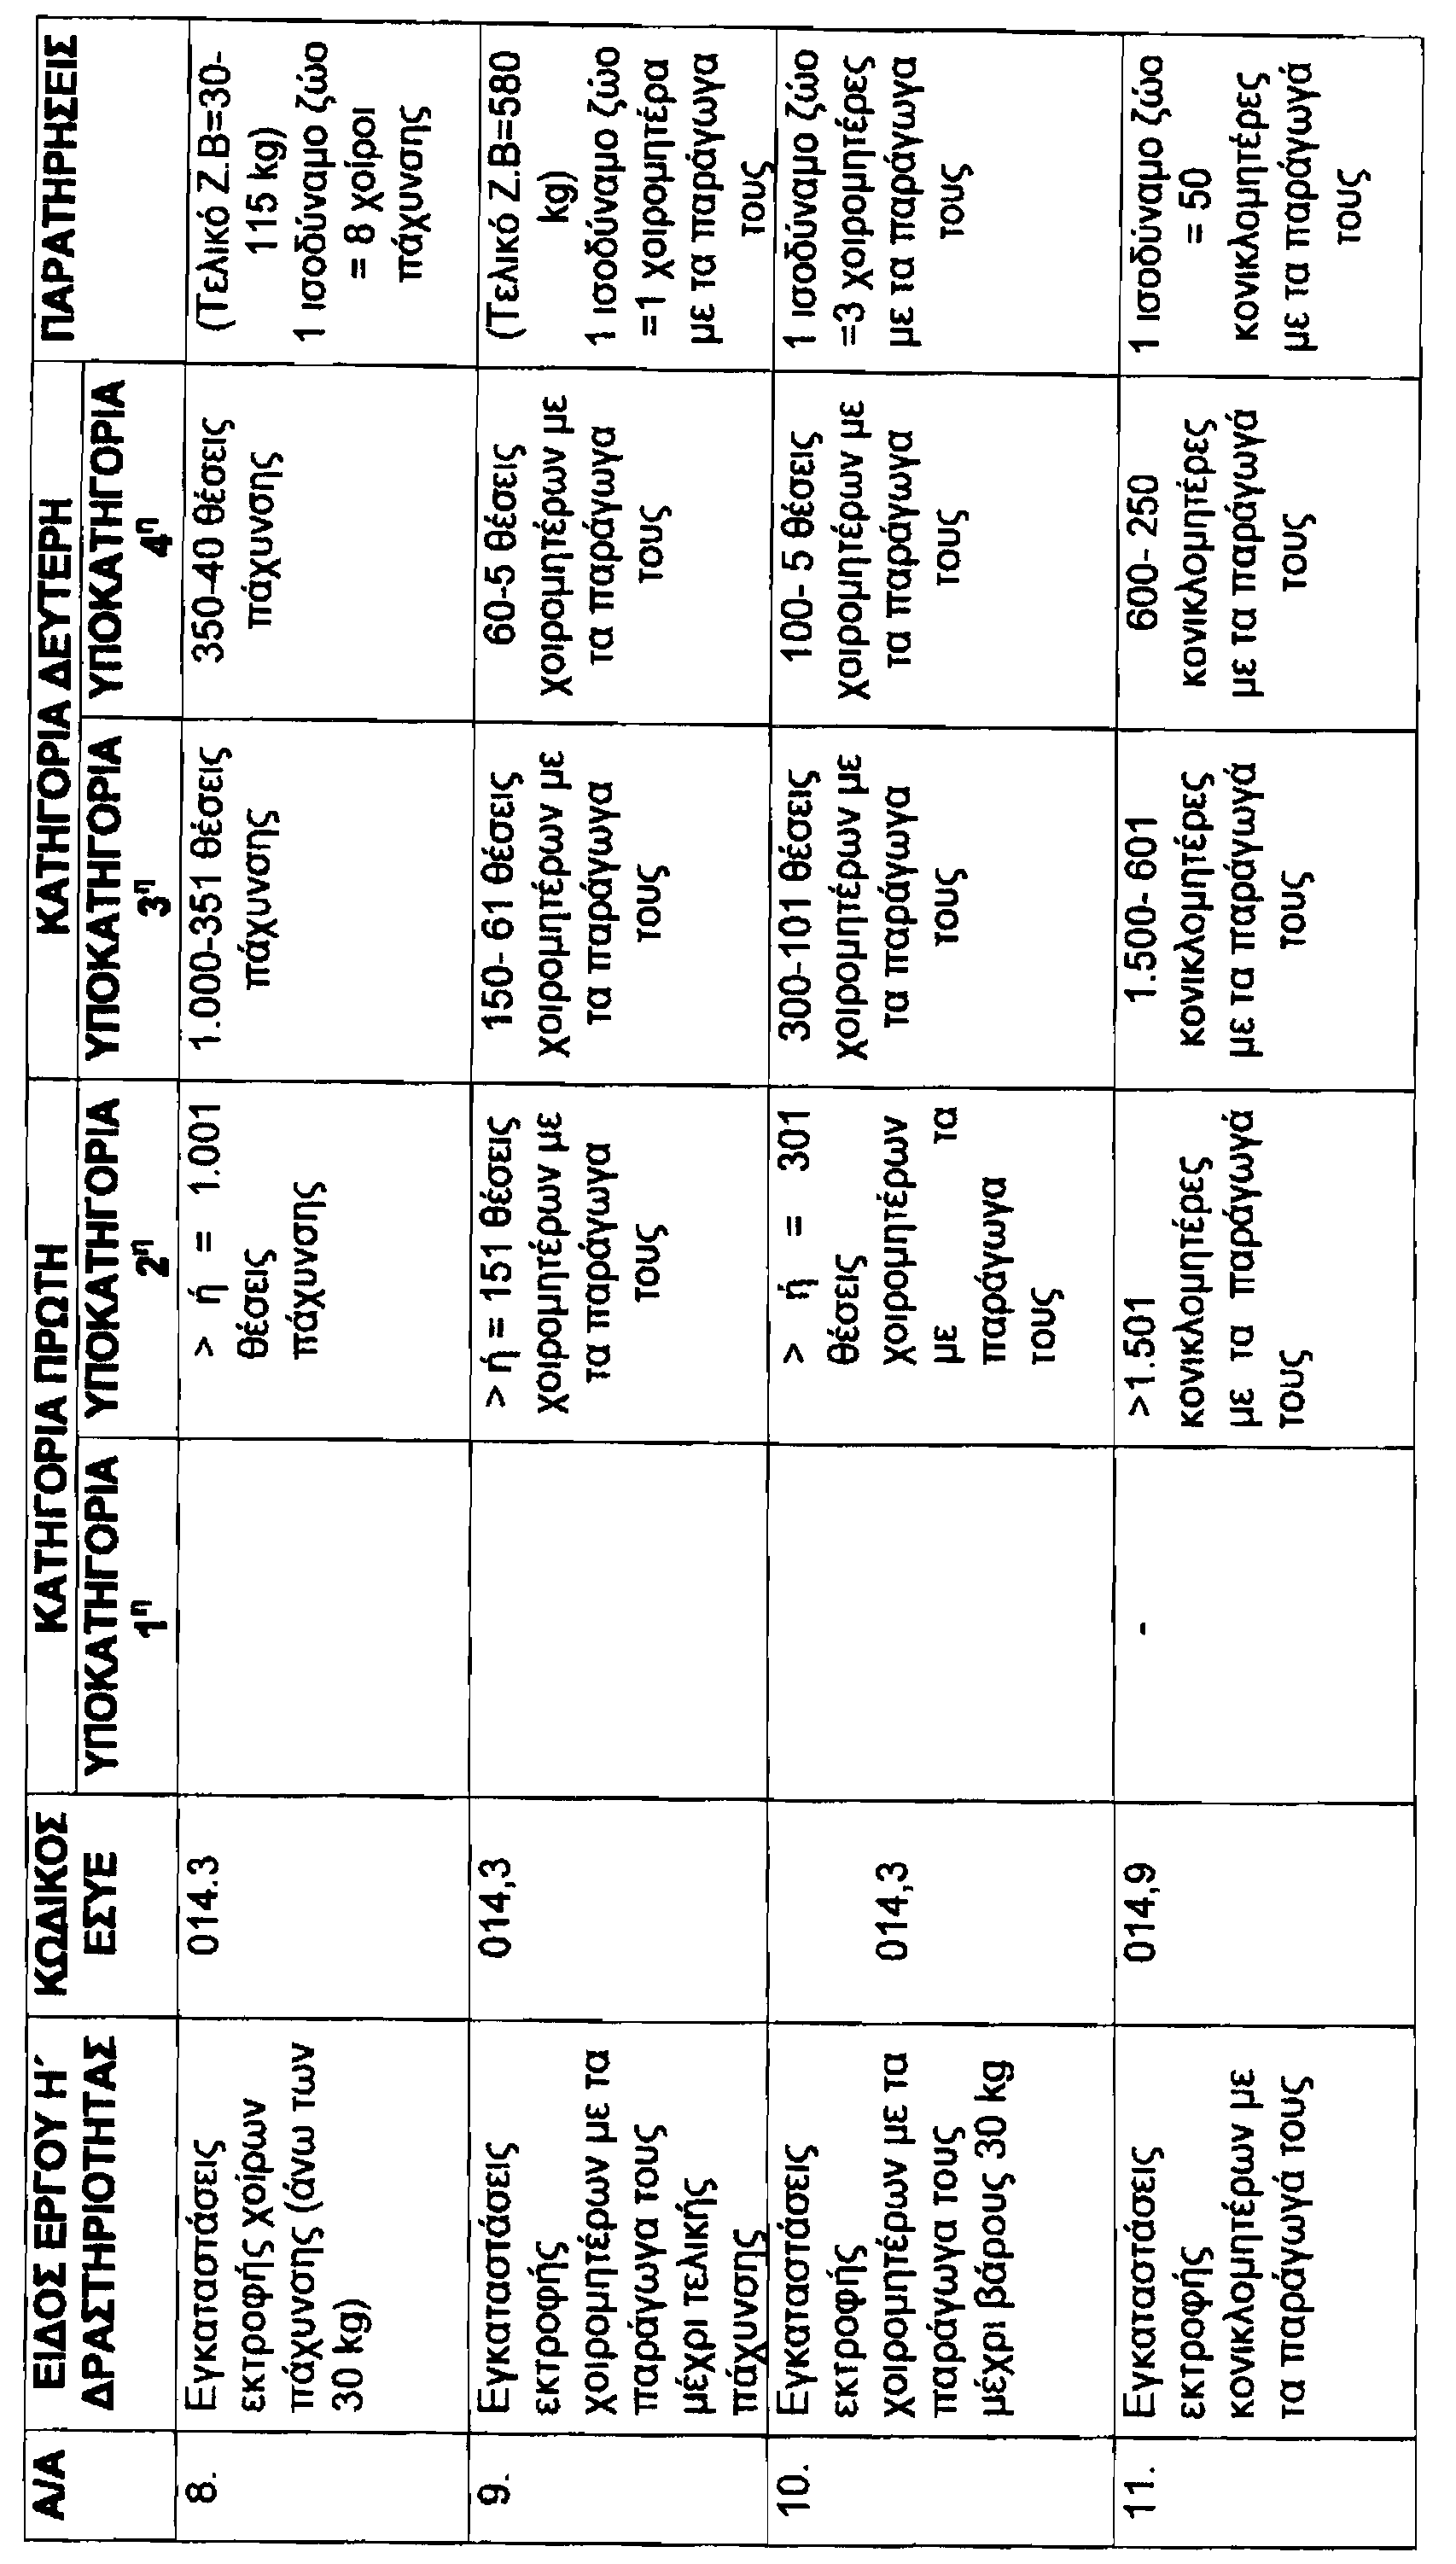 Α/Α
ΕΙΔΟΣ ΕΡΓΟΥ Η΄
ΔΡΑΣΤΗΡΙΟΤΗΤΑΣ
ΚΩΔΙΚΟΣ
ΕΣΥΕ
ΚΑΤΗΓΟΡΙΑ ΠΡΩΤΗ
ΥΠΟΚΑΤΗΓΟΡΙΑ
1η
ΥΠΟΚΑΤΗΓΟΡΙΑ
2η
ΚΑΤΗΓΟΡΙΑ ΔΕΥΤΕΡΗ
ΥΠΟΚΑΤΗΓΟΡΙΑ
3η
ΥΠΟΚΑΤΗΓΟΡΙΑ
4η
ΠΑΡΑΤΗΡΗΣΕΙΣ
8.
Εγκαταστάσεις
εκτροφής χοίρων
πάχυνσης (άνω των
30 kg)
014.3
> ή = 1.001
θέσεις
πάχυνσης
1.000-351 θέσεις
πάχυνσης
350-40 θέσεις
πάχυνσης
(Τελικό Ζ.Β=30-
115 kg)
1 ισοδύναμο ζώο
= 8 χοίροι
πάχυνσης
9.
Εγκαταστάσεις
εκτροφής
χοιρομητέρων με τα
παράγωγα τους
μέχρι τελικής
πάχυνσης
014,3
> ή = 151 θέσεις
χοιρομητέρων με
τα παράγωγα
τους
150- 61 θέσεις
χοιρομητέρων με
τα παράγωγα
τους
60-5 θέσεις
χοιρομητέρων με
τα παράγωγα
τους
(Τελικό Ζ.Β=580
kg)
1 ισοδύναμο ζώο
=1 χοιρομητέρα
με τα παράγωγα
τους
10.
Εγκαταστάσεις
εκτροφής
χοιρομητέρων με τα
παράγωγα τους
μέχρι βάρους 30 kg
014,3
> ή = 301
θέσεις
χοιρομητέρων
με τα
παράγωγα
τους
300-101 θέσεις
χοιρομητέρων με
τα παράγωγα
τους
100- 5 θέσεις
χοιρομητέρων με
τα παράγωγα
τους
1 ισοδύναμο ζώο
=3 χοιρομητέρες
με τα παράγωγα
τους
11.
Εγκαταστάσεις
εκτροφής
κονικλομητέρων με
τα παράγωγά τους
014,9
-
>1.501
κονικλομητέρες
με τα παράγωγά
τους
1.500- 601
κονικλομητέρες
με τα παράγωγά
τους
600- 250
κονικλομητέρες
με τα παράγωγά
τους
1 ισοδύναμο ζώο
= 50
κονικλομητέρες
με τα παράγωγά
τους